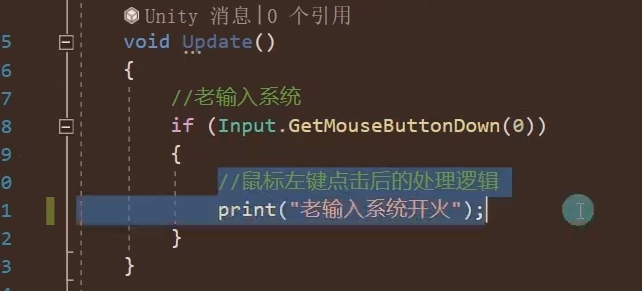 Unity 消息|0 个引用
5 void Update()
6 {
7 //老输入系统
8 if (Input.GetMouseButtonDown(0))
9 {
0 //鼠标左键点击后的处理逻辑
1 print("老输入系统开火");
2 }
3 }